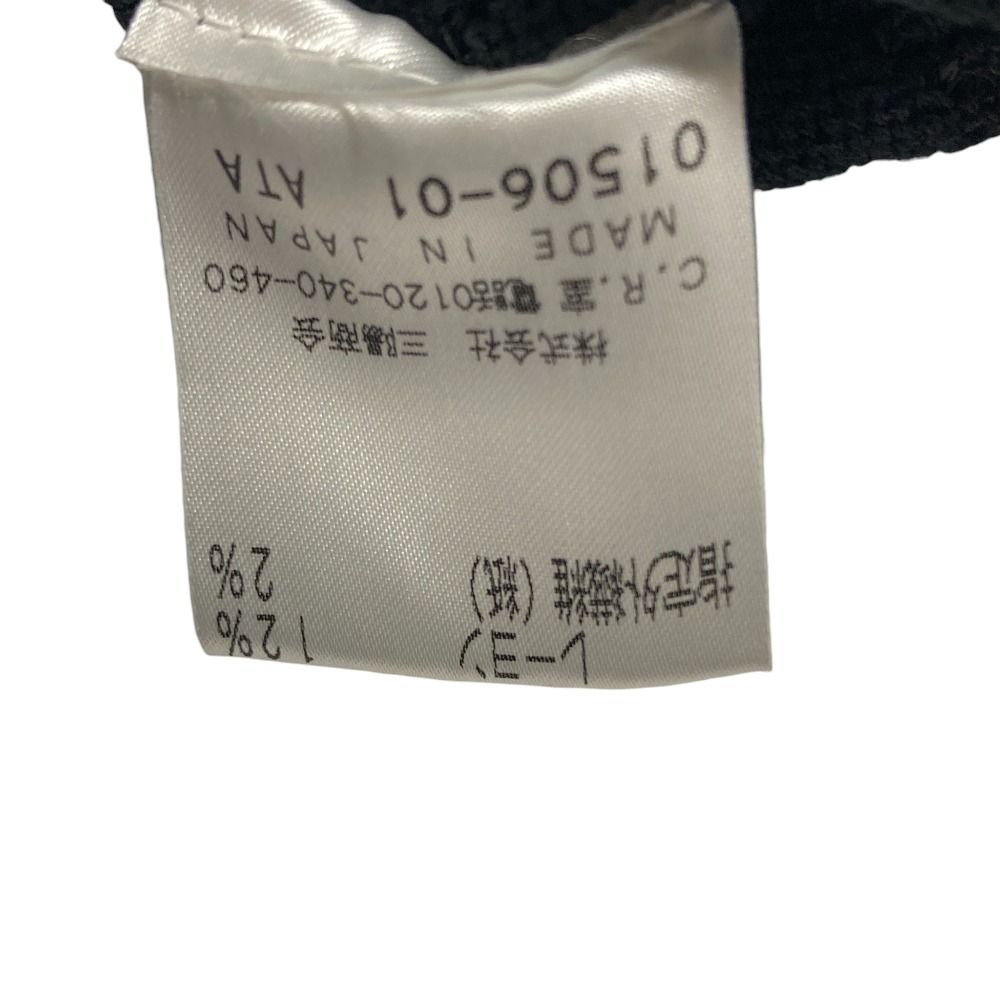 レーヨン 12%
指定外繊維(紙) 2%
株式会社 三陽商会
C.R.室 電話0120-340-460
MADE IN JAPAN
01506-01 ATA